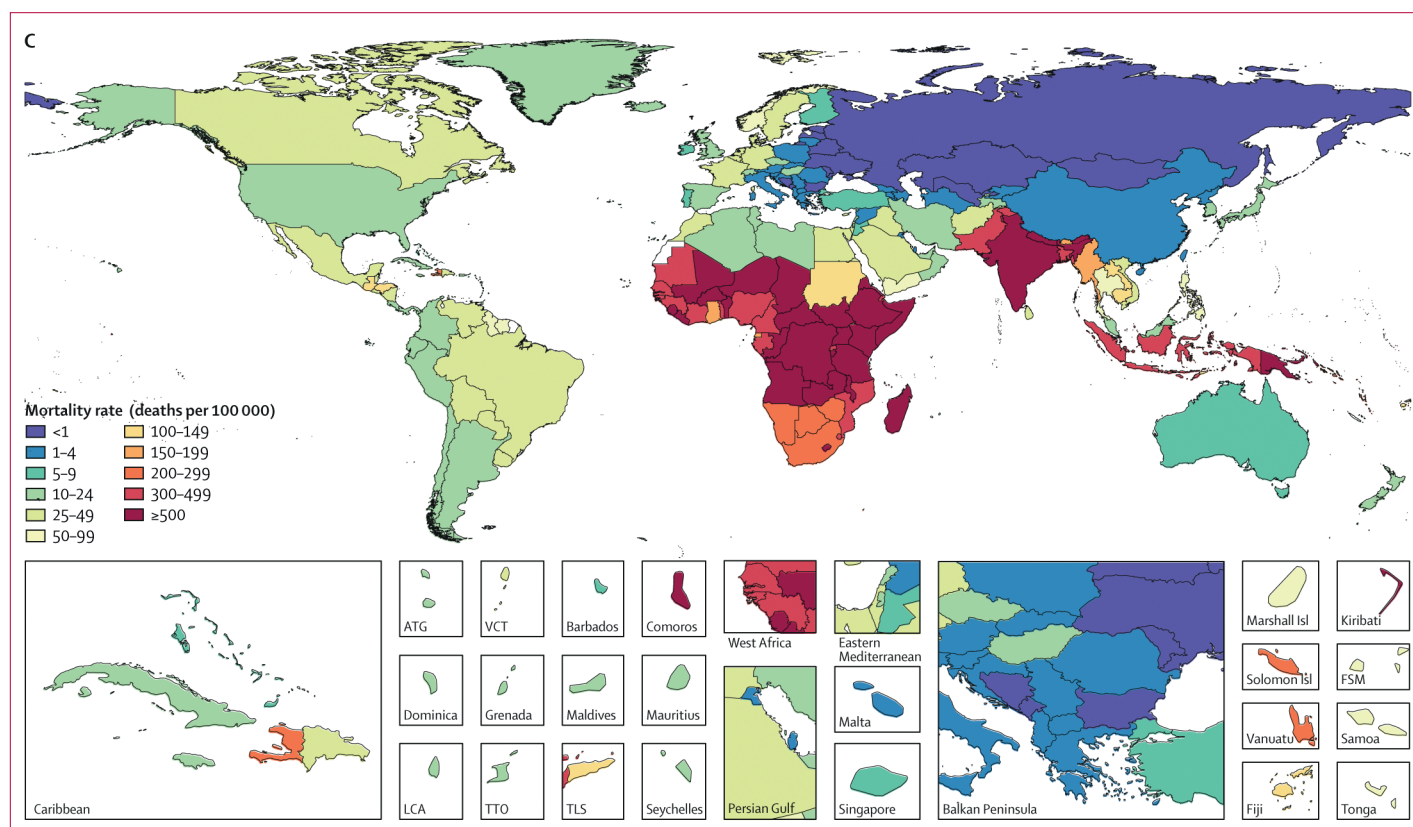 C
Mortality rate (deaths per 100 000)
<1
1–4
5–9
10–24
25–49
50–99
100–149
150–199
200–299
300–499
≥500
Caribbean
ATG
VCT
Barbados
Comoros
Dominica
Grenada
Maldives
Mauritius
LCA
TTO
TLS
Seychelles
West Africa
Eastern
Mediterranean
Persian Gulf
Malta
Singapore
Balkan Peninsula
Marshall Isl
Kiribati
Solomon Isl
FSM
Vanuatu
Samoa
Fiji
Tonga